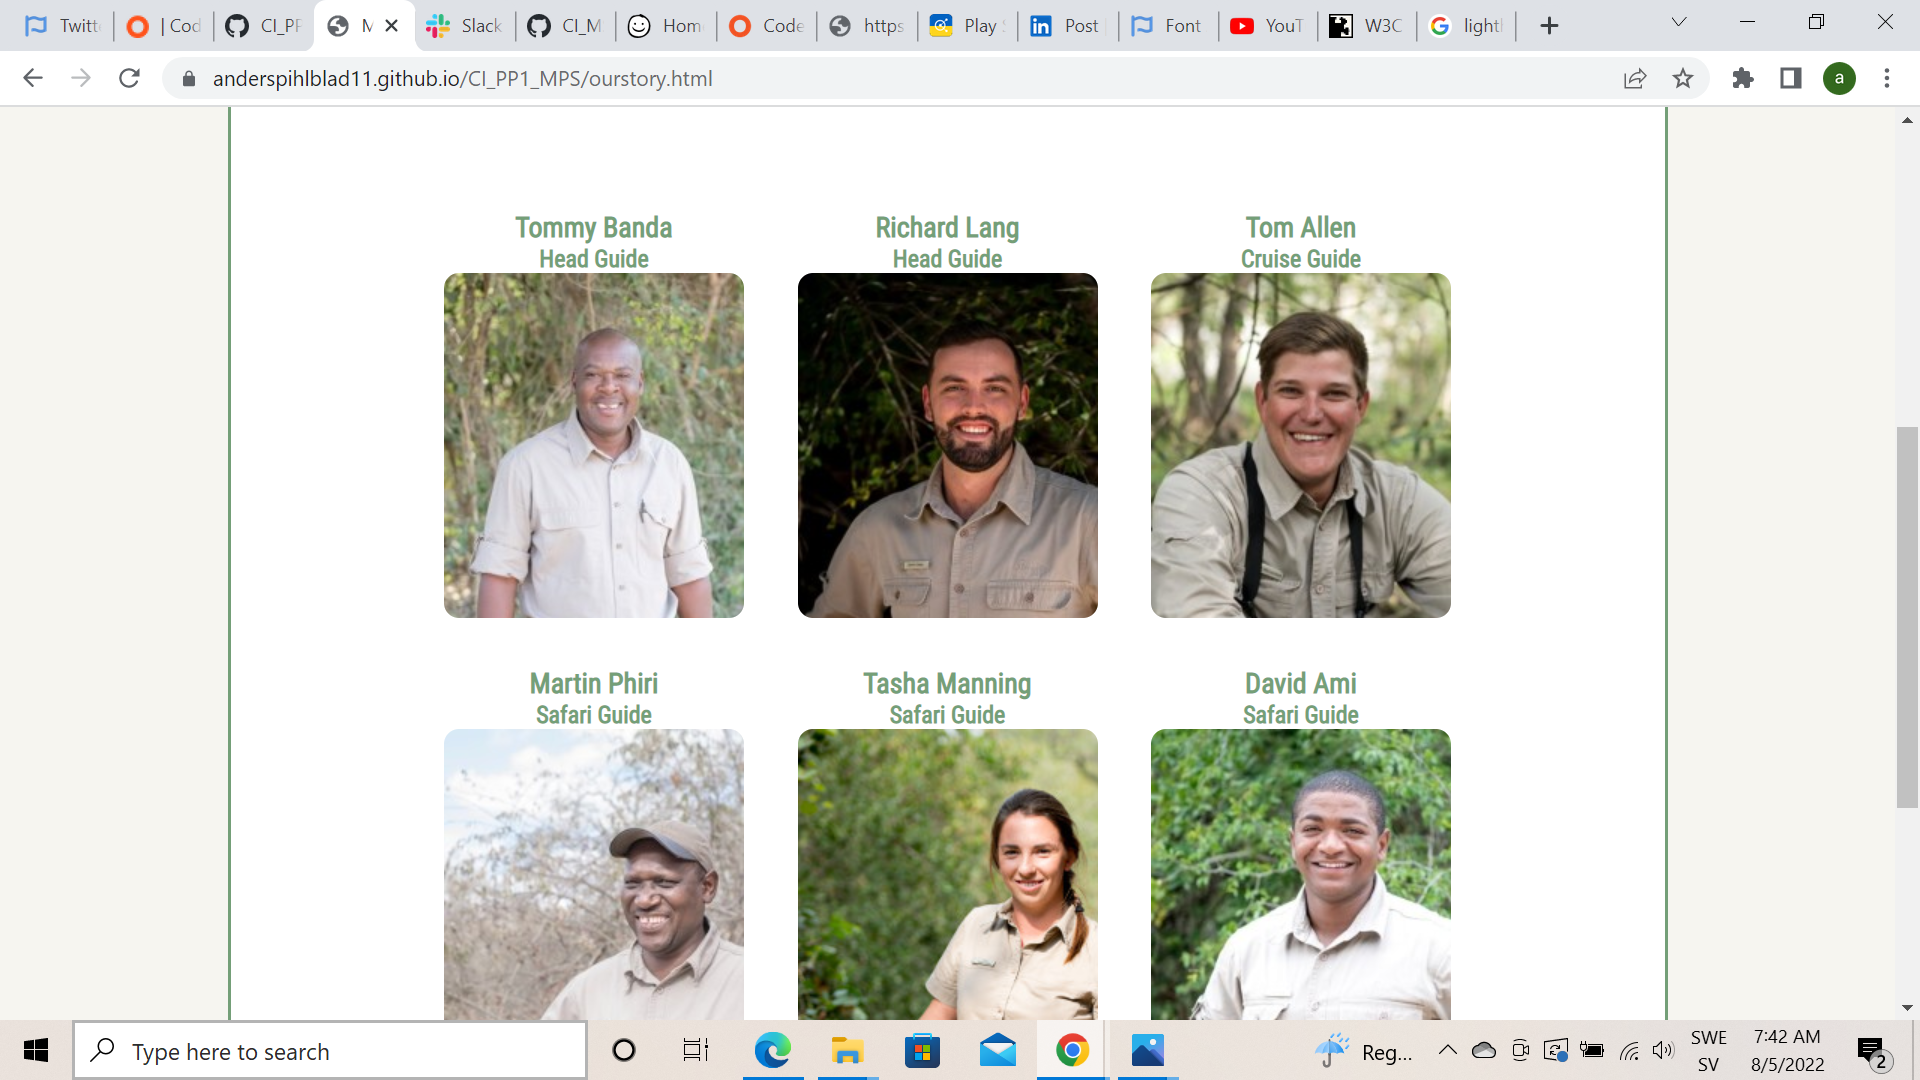 Twitt | Cod CI_PP M Slack CI_M Hom Code https Play Post Font YouT W3C light
anderspihlblad11.github.io/CI_PP1_MPS/ourstory.html a
Tommy Banda Richard Lang Tom Allen
Head Guide Head Guide Cruise Guide
Martin Phiri Tasha Manning David Ami
Safari Guide Safari Guide Safari Guide
Type here to search Reg... SWE 7:42 AM
SV 8/5/2022 2